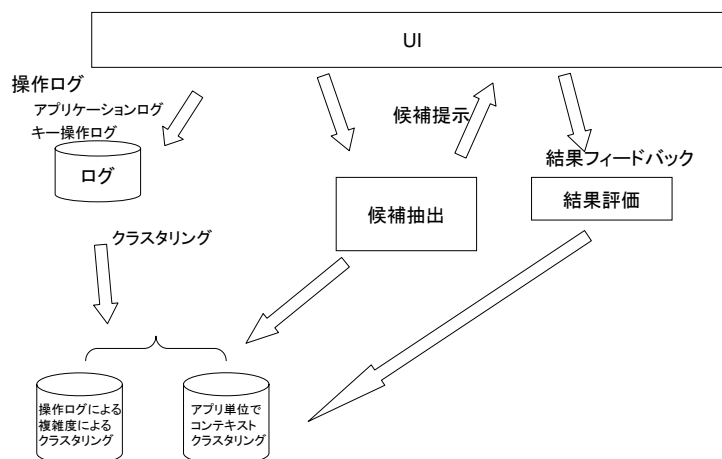 UI
操作ログ
アプリケーションログ
キー操作ログ
ログ
候補提示
結果フィードバック
候補抽出
結果評価
クラスタリング
操作ログによる
複雑度による
クラスタリング
アプリ単位で
コンテキスト
クラスタリング